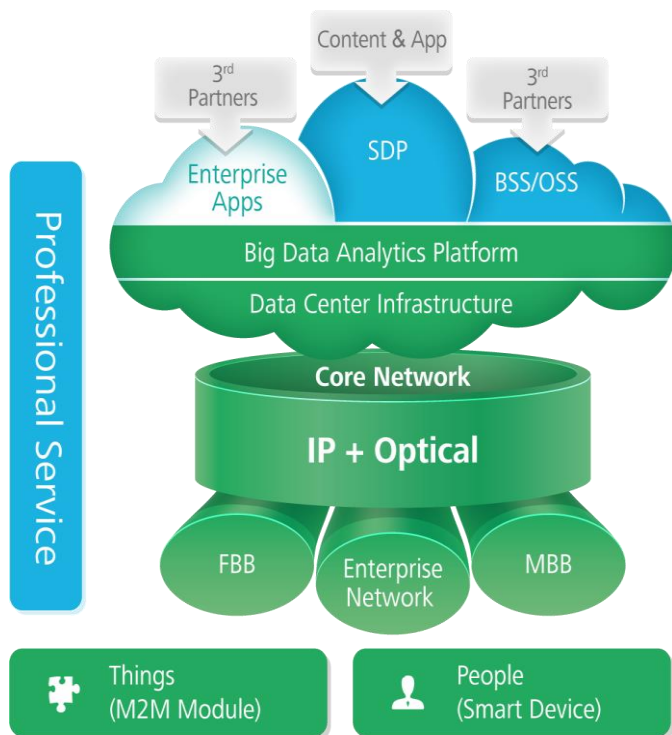 Content & App
3rd
Partners
3rd
Partners
SDP
Enterprise
Apps
BSS/OSS
Professional Service
Big Data Analytics Platform
Data Center Infrastructure
Core Network
IP + Optical
FBB
Enterprise
Network
MBB
Things
(M2M Module)
People
(Smart Device)